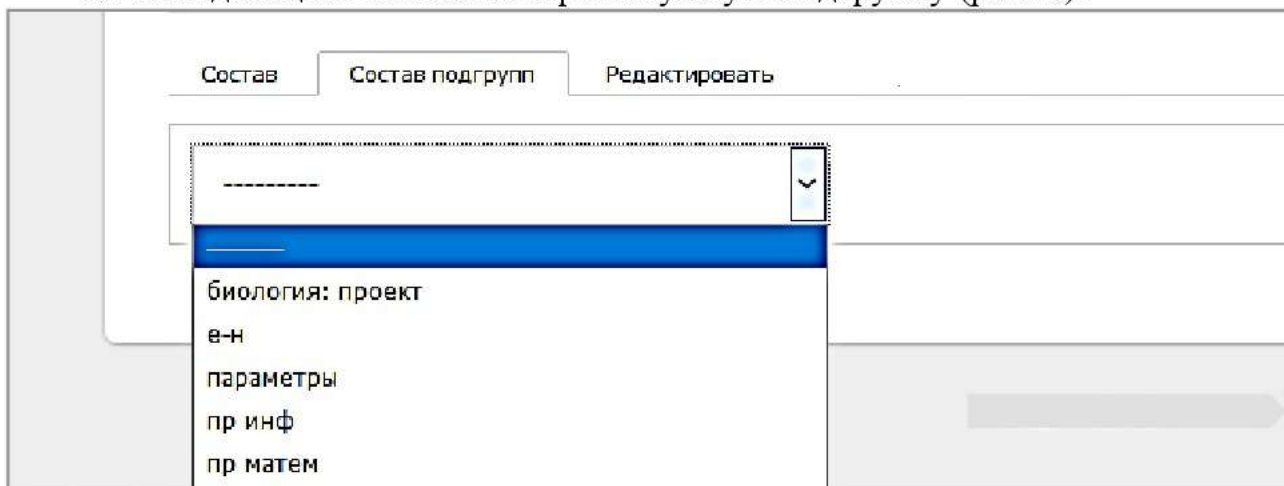 Состав Состав подгрупп Редактировать
---------
---------
биология: проект
е-н
параметры
пр инф
пр матем